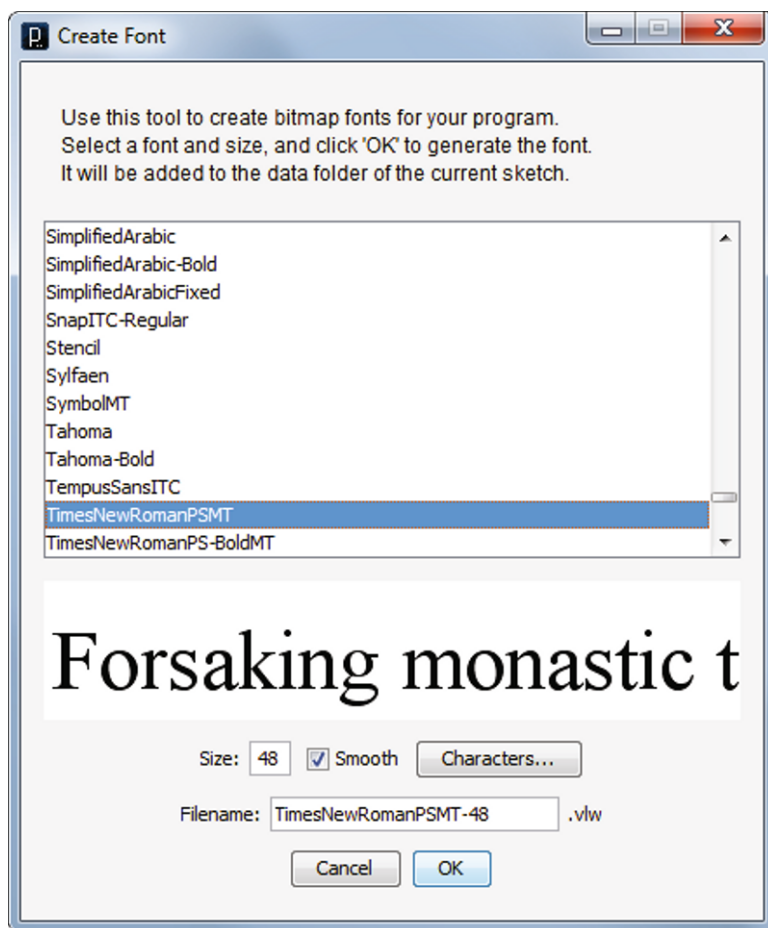 Create Font
Use this tool to create bitmap fonts for your program.
Select a font and size, and click 'OK' to generate the font.
It will be added to the data folder of the current sketch.
SimplifiedArabic
SimplifiedArabic-Bold
SimplifiedArabicFixed
SnapITC-Regular
Stencil
Sylfaen
SymbolMT
Tahoma
Tahoma-Bold
TempusSansITC
TimesNewRomanPSMT
TimesNewRomanPS-BoldMT
Forsaking monastic t
Size: 48 Smooth Characters...
Filename: TimesNewRomanPSMT-48 .vlw
Cancel OK